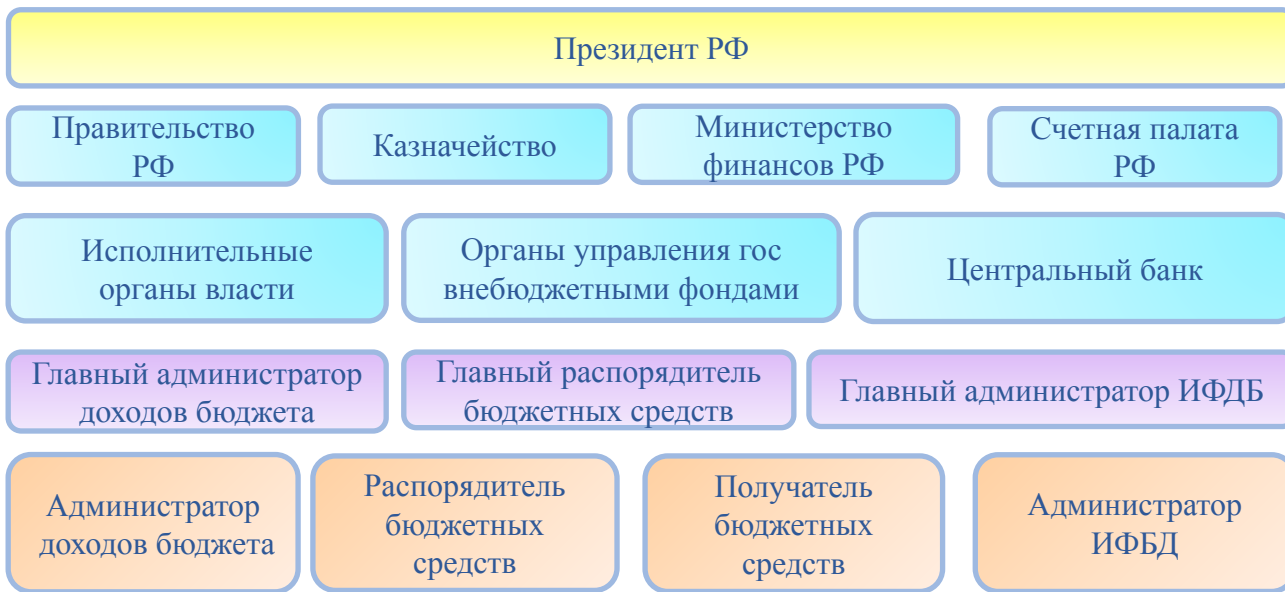 Президент РФ
Правительство
РФ
Казначейство
Министерство
финансов РФ
Счетная палата
РФ
Исполнительные
органы власти
Органы управления гос
внебюджетными фондами
Центральный банк
Главный администратор
доходов бюджета
Главный распорядитель
бюджетных средств
Главный администратор ИФДБ
Администратор
доходов бюджета
Распорядитель
бюджетных
средств
Получатель
бюджетных
средств
Администратор
ИФБД